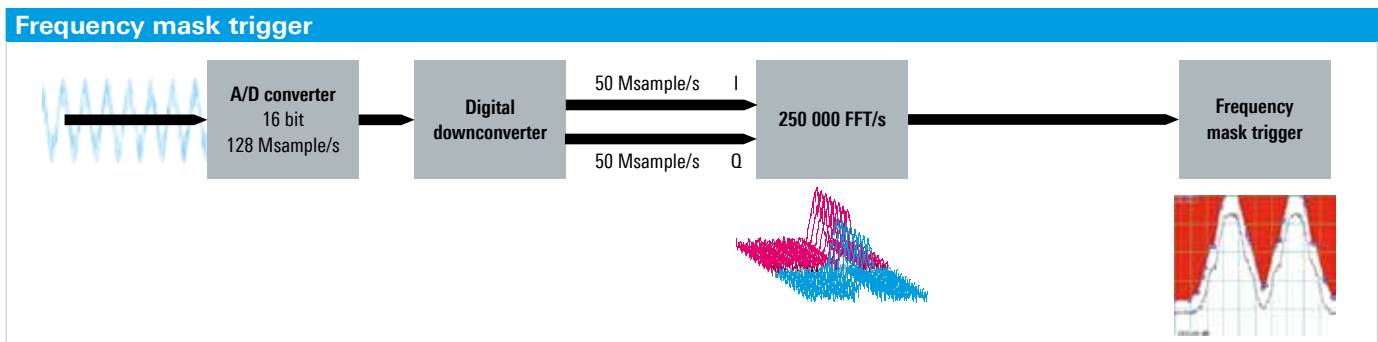 Frequency mask trigger
A/D converter
16 bit
128 Msample/s
Digital
downconverter
50 Msample/s I
50 Msample/s Q
250 000 FFT/s
Frequency
mask trigger